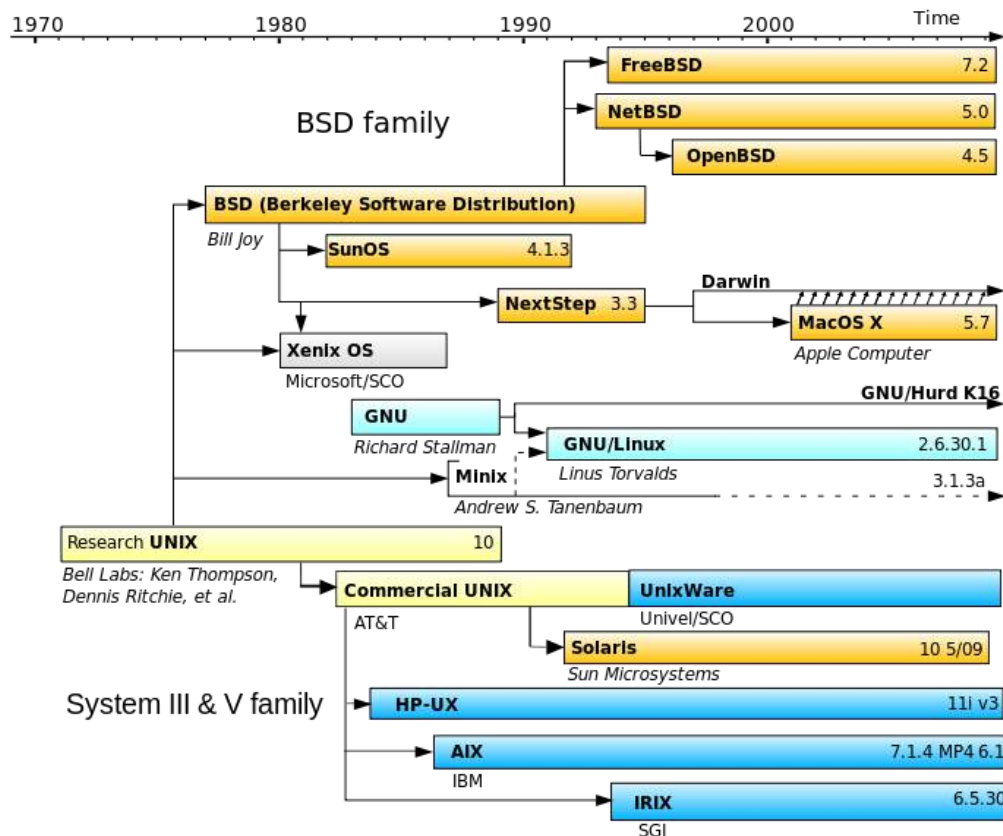 1970 1980 1990 2000 Time
FreeBSD 7.2
BSD family
NetBSD 5.0
OpenBSD 4.5
BSD (Berkeley Software Distribution)
Bill Joy
SunOS 4.1.3
Darwin
NextStep 3.3
MacOS X 5.7
Apple Computer
Xenix OS
Microsoft/SCO
GNU/Hurd K16
GNU
Richard Stallman
GNU/Linux 2.6.30.1
Linus Torvalds
Minix 3.1.3a
Andrew S. Tanenbaum
Research UNIX 10
Bell Labs: Ken Thompson,
Dennis Ritchie, et al.
Commercial UNIX UnixWare
AT&T Univel/SCO
Solaris 10 5/09
Sun Microsystems
System III & V family
HP-UX 11i v3
AIX 7.1.4 MP4 6.1
IBM
IRIX 6.5.30
SGI